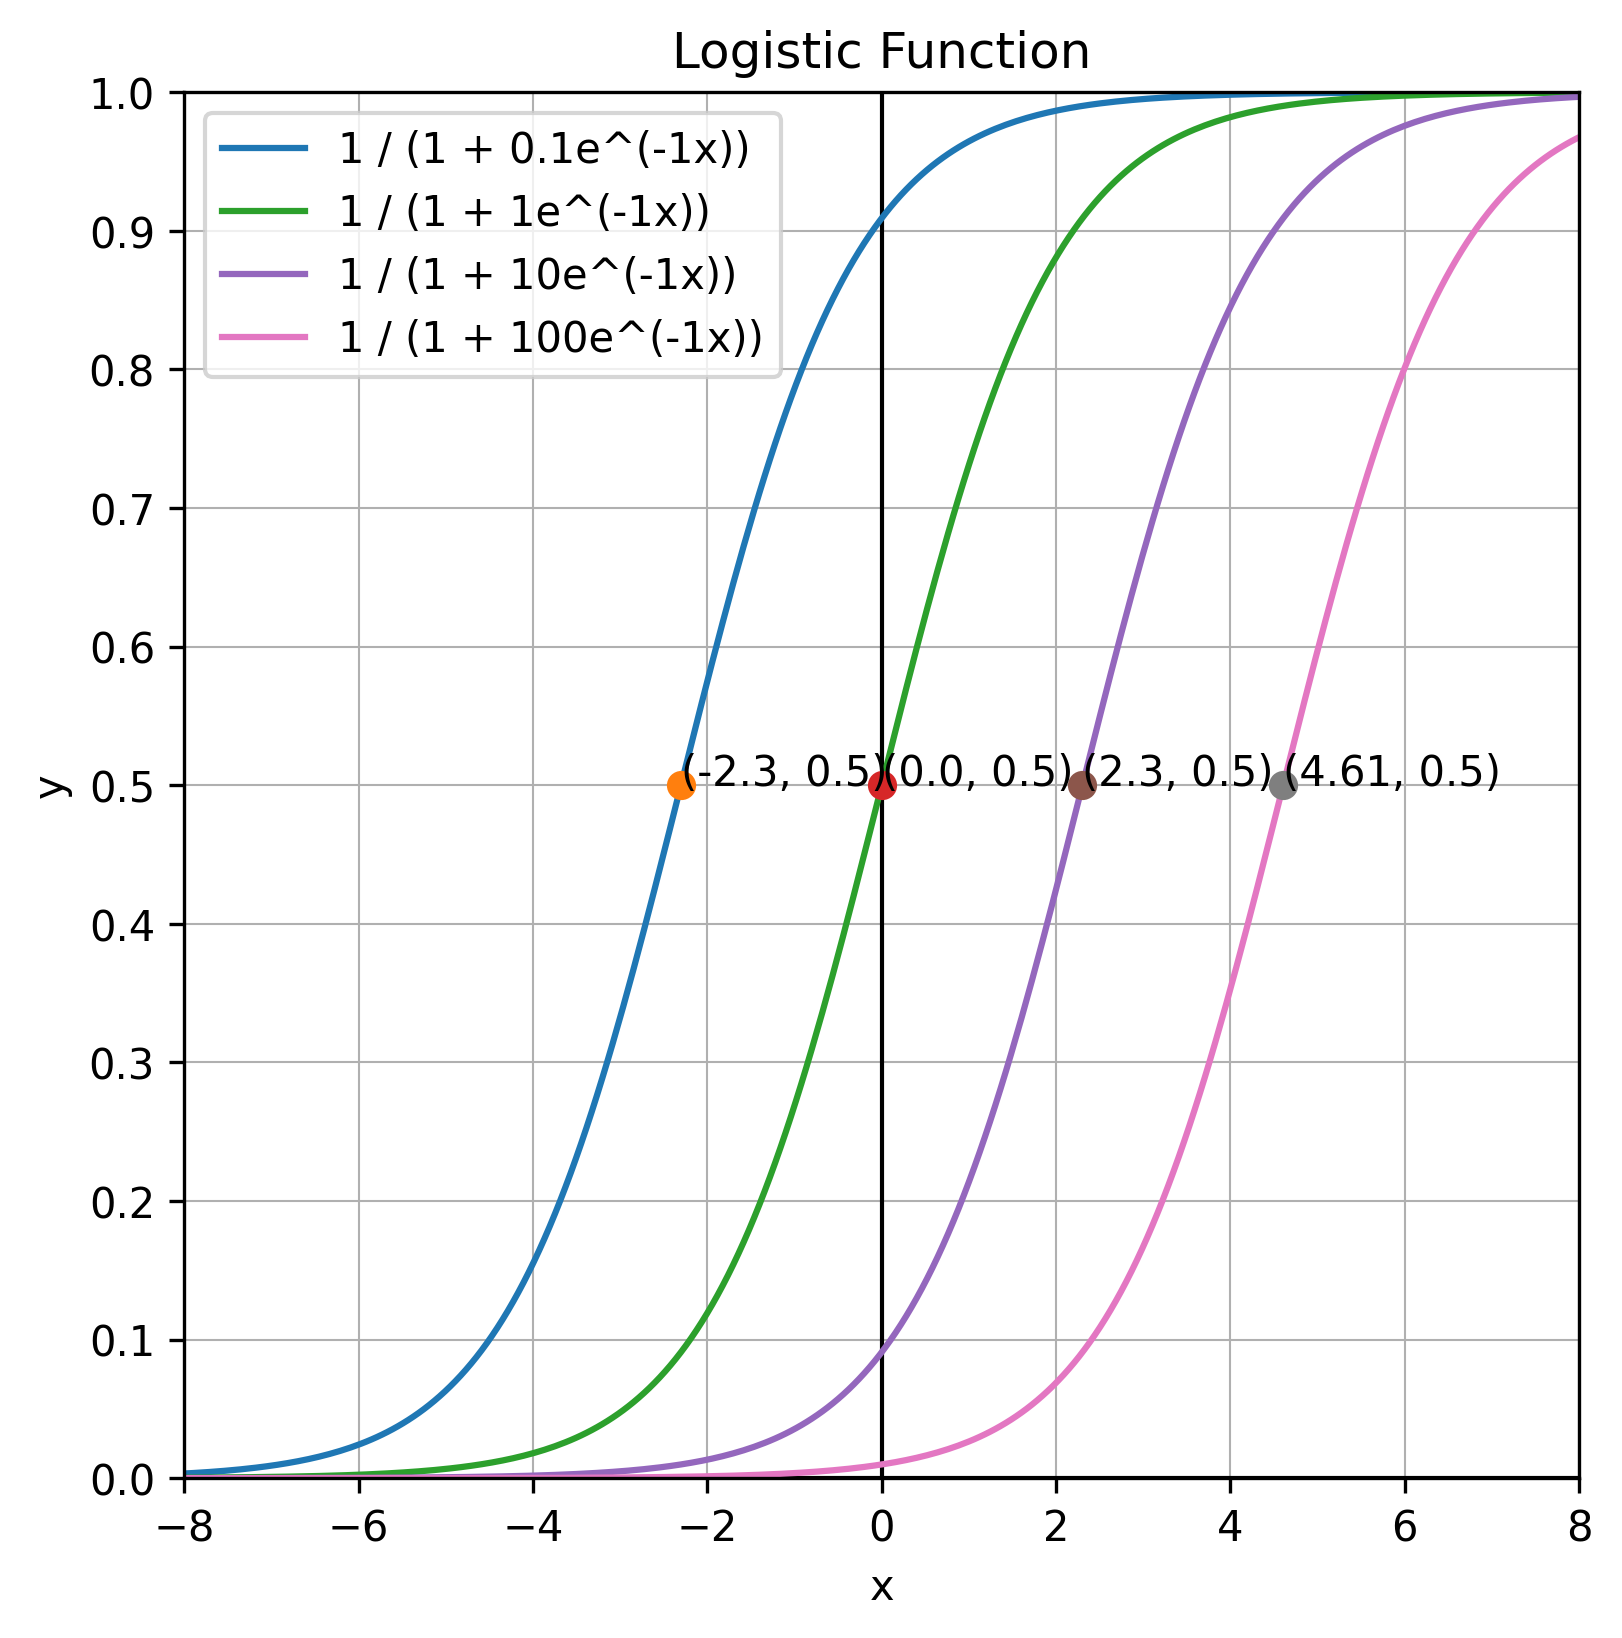 Logistic Function
1 / (1 + 0.1e^(-1x))
1 / (1 + 1e^(-1x))
1 / (1 + 10e^(-1x))
1 / (1 + 100e^(-1x))
1.0
0.9
0.8
0.7
0.6
0.5
0.4
0.3
0.2
0.1
0.0
y
(-2.3, 0.5) (0.0, 0.5) (2.3, 0.5) (4.61, 0.5)
−8 −6 −4 −2 0 2 4 6 8
x